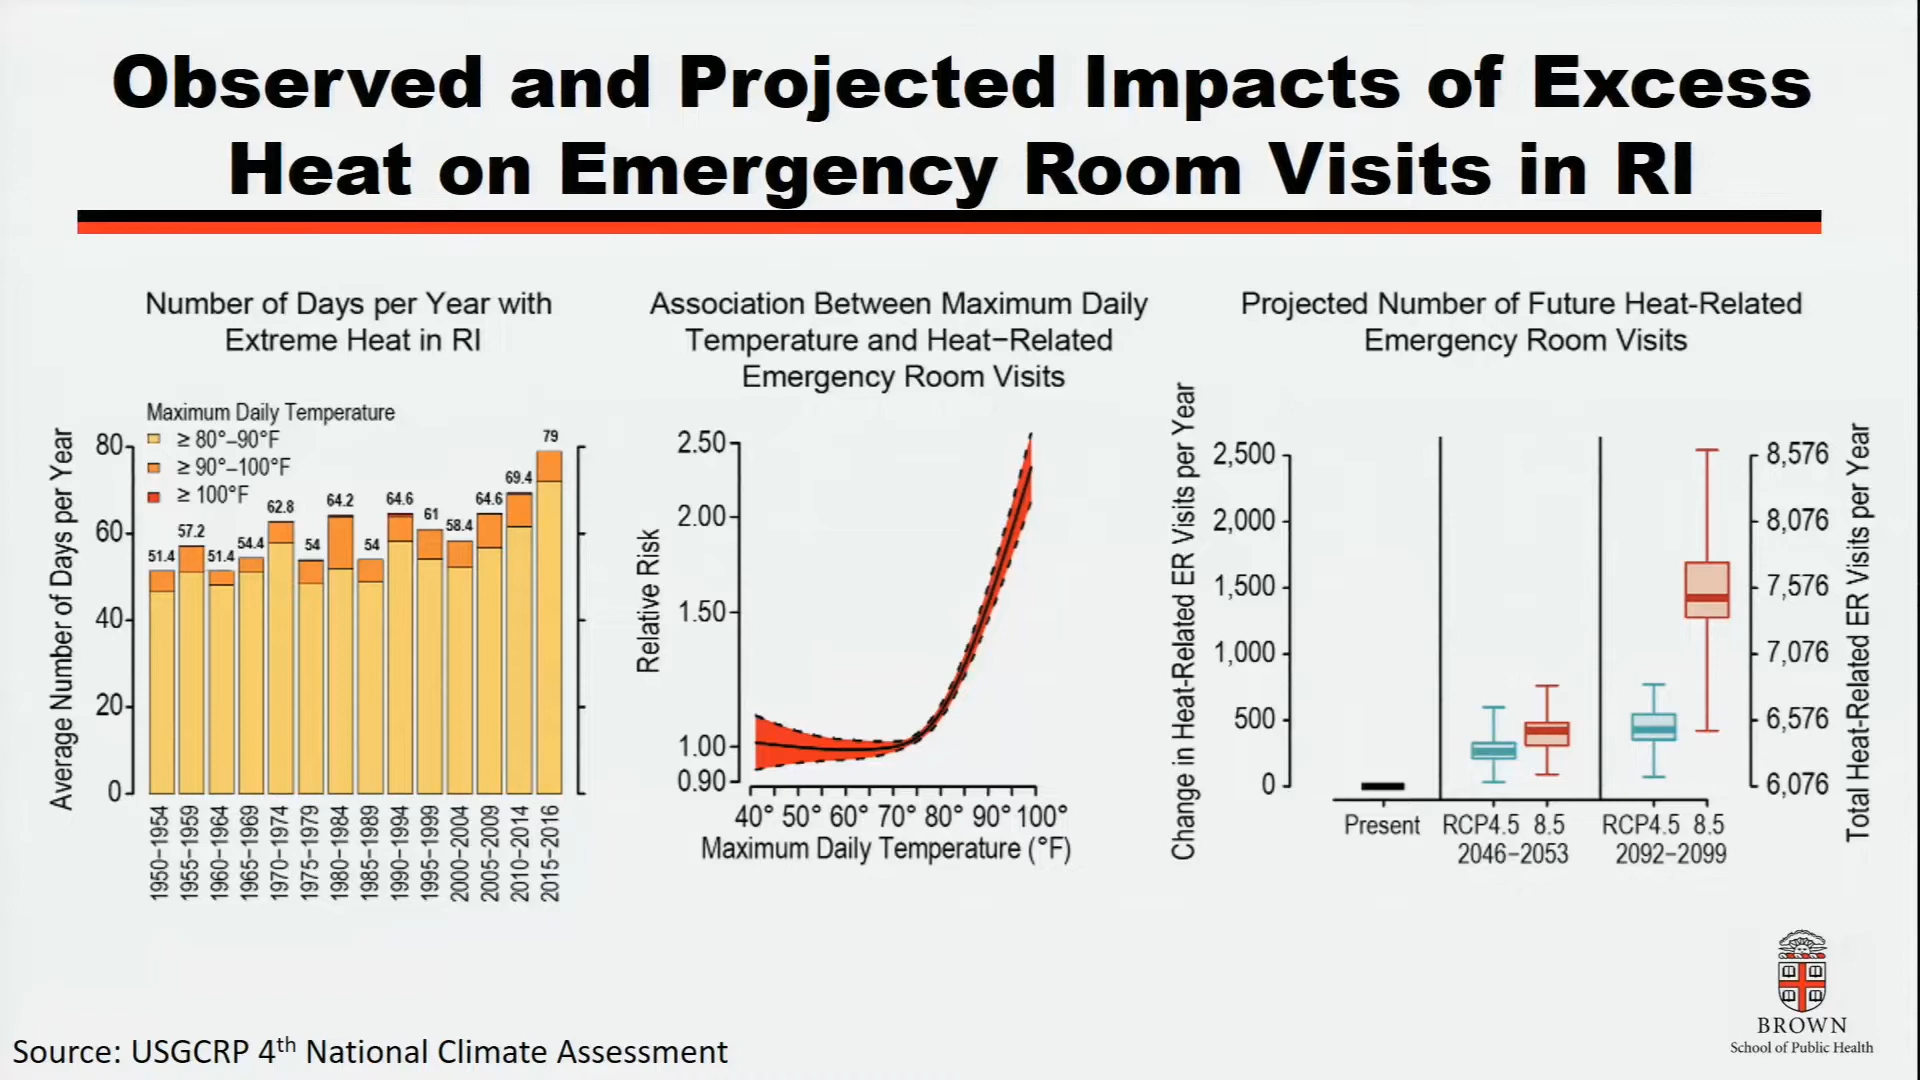 Observed and Projected Impacts of Excess
Heat on Emergency Room Visits in RI
Number of Days per Year with
Extreme Heat in RI
Maximum Daily Temperature
≥ 80°–90°F
≥ 90°–100°F
≥ 100°F
Average Number of Days per Year
80
60
40
20
0
51.4
57.2
51.4
54.4
62.8
54
64.2
54
64.6
61
58.4
64.6
69.4
79
1950–1954
1955–1959
1960–1964
1965–1969
1970–1974
1975–1979
1980–1984
1985–1989
1990–1994
1995–1999
2000–2004
2005–2009
2010–2014
2015–2016
Association Between Maximum Daily
Temperature and Heat–Related
Emergency Room Visits
Relative Risk
2.50
2.00
1.50
1.00
0.90
40° 50° 60° 70° 80° 90° 100°
Maximum Daily Temperature (°F)
Projected Number of Future Heat-Related
Emergency Room Visits
Change in Heat-Related ER Visits per Year
2,500
2,000
1,500
1,000
500
0
Present RCP4.5 8.5 RCP4.5 8.5
2046–2053 2092–2099
8,576
8,076
7,576
7,076
6,576
6,076
Total Heat-Related ER Visits per Year
BROWN
School of Public Health
Source: USGCRP 4th National Climate Assessment